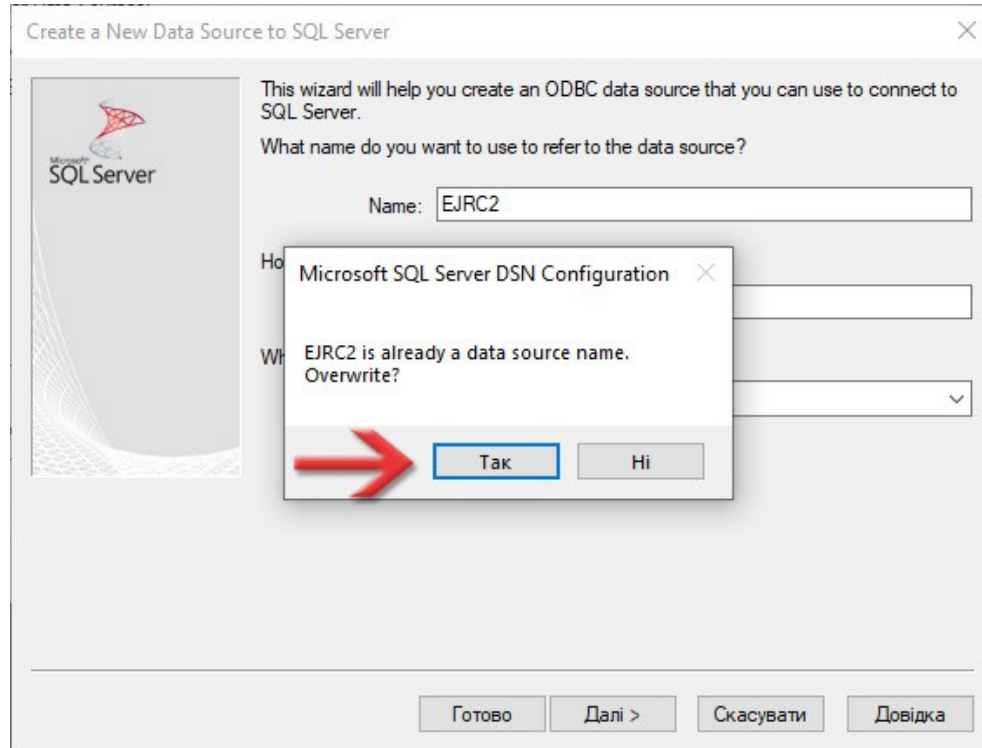 Create a New Data Source to SQL Server
This wizard will help you create an ODBC data source that you can use to connect to
SQL Server.
What name do you want to use to refer to the data source?
Microsoft
SQL Server
Name: EJRC2
Ho
Microsoft SQL Server DSN Configuration
Wh
EJRC2 is already a data source name.
Overwrite?
Так Ні
Готово Далі > Скасувати Довідка